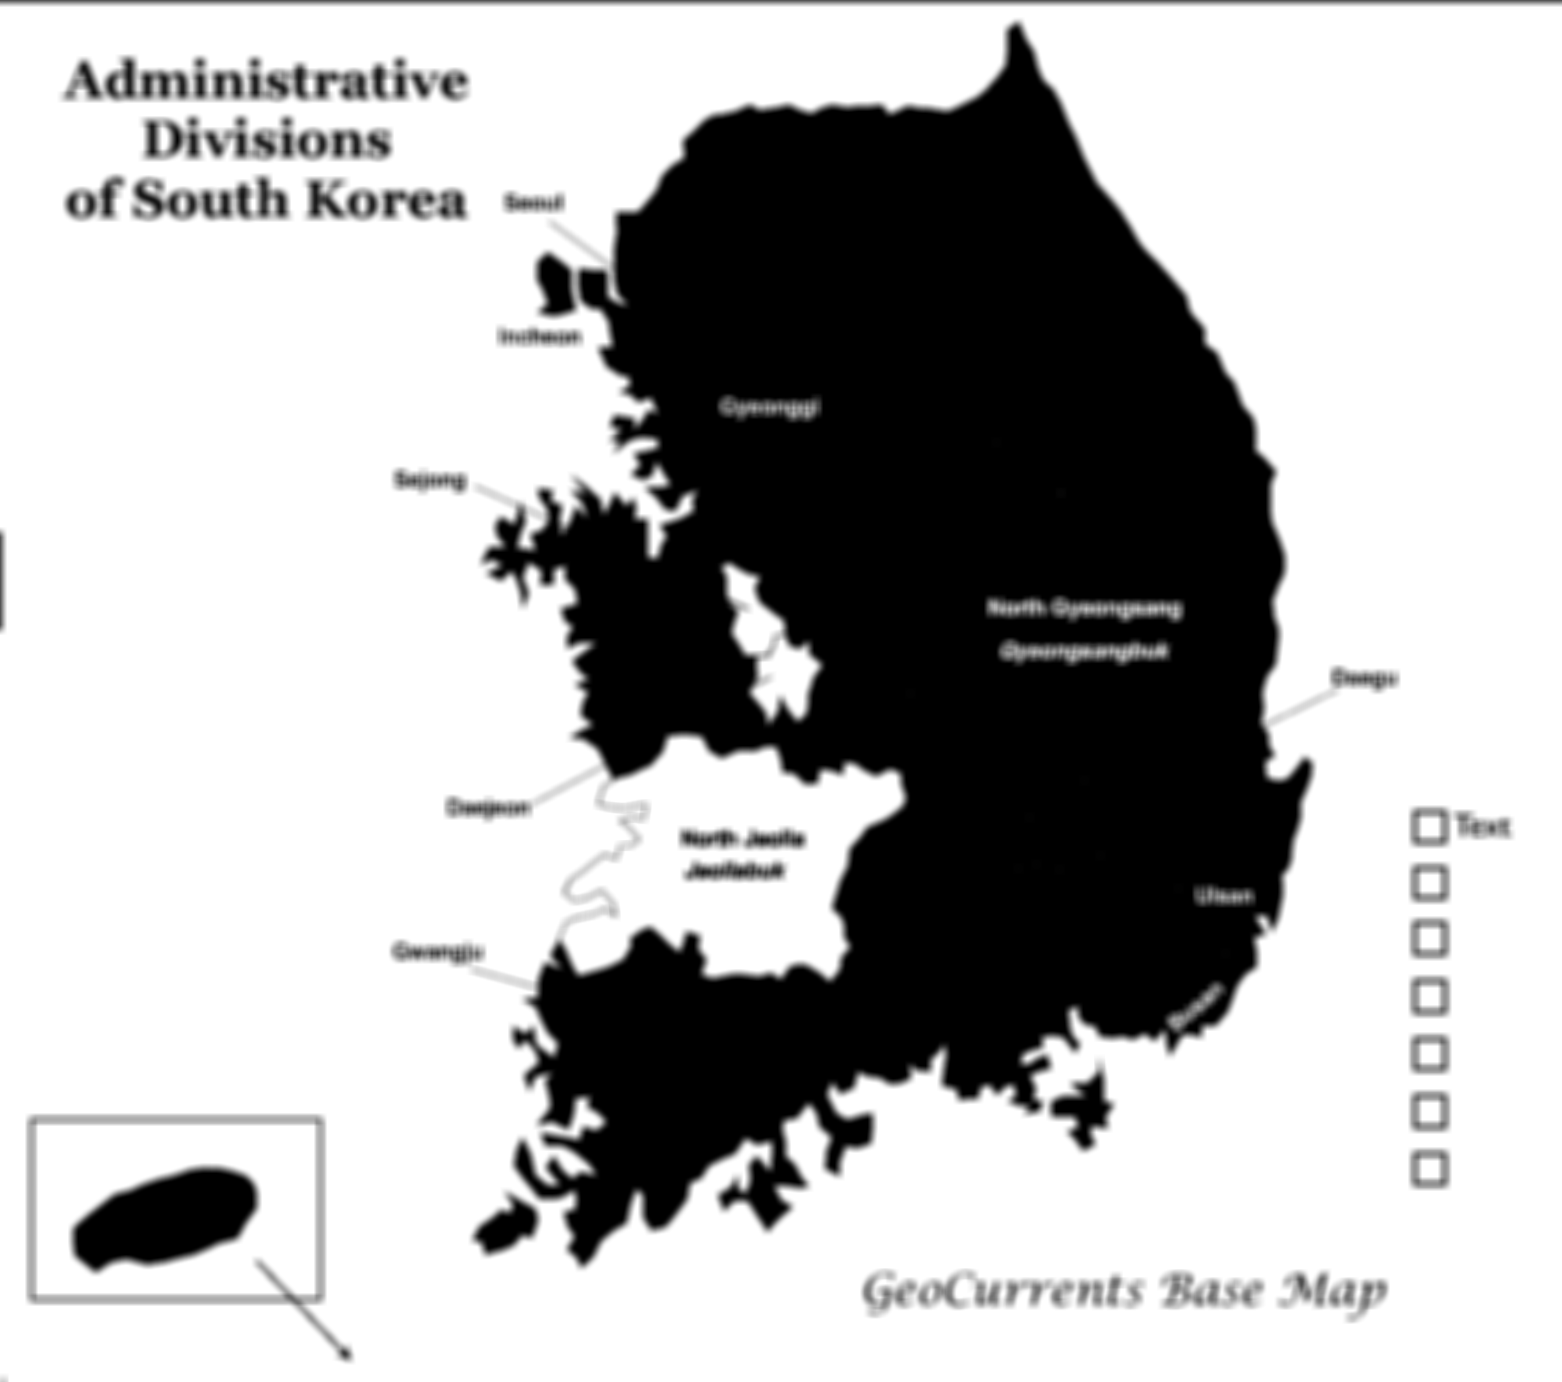 Administrative
Divisions
of South Korea
Seoul
Incheon
Gyeonggi
Sejong
North Gyeongsang
Gyeongsangbuk
Daegu
Daejeon
North Jeolla
Jeollabuk
Text
Ulsan
Gwangju
Busan
GeoCurrents Base Map